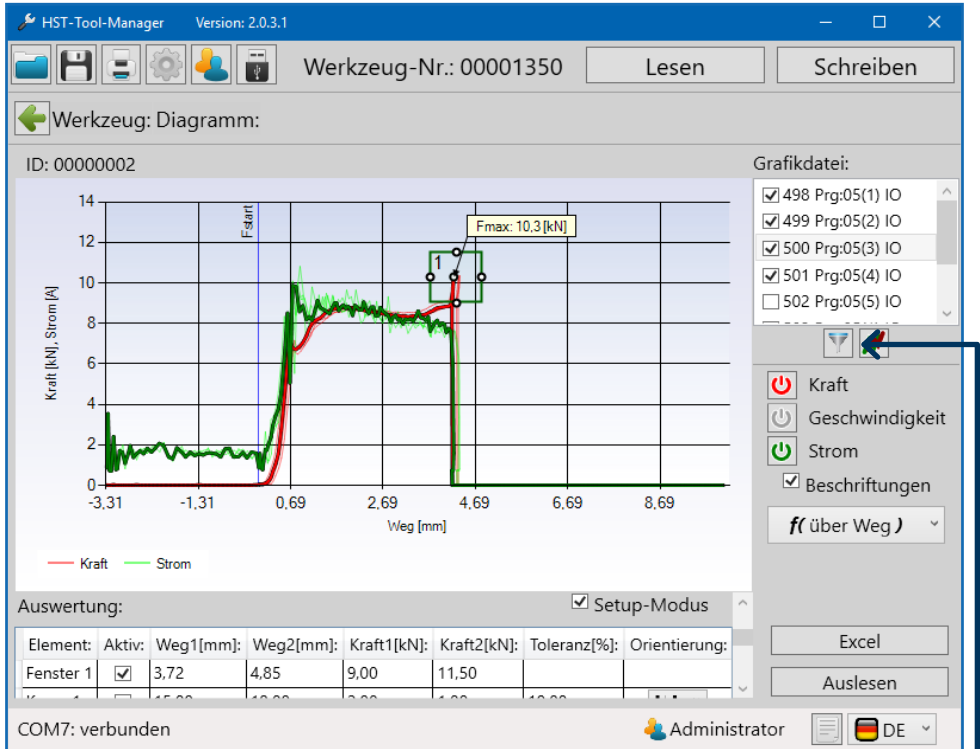 HST-Tool-Manager Version: 2.0.3.1
Werkzeug-Nr.: 00001350 Lesen Schreiben
Werkzeug: Diagramm:
ID: 00000002
Grafikdatei:
498 Prg:05(1) IO
499 Prg:05(2) IO
500 Prg:05(3) IO
501 Prg:05(4) IO
502 Prg:05(5) IO
Kraft
Geschwindigkeit
Strom
Beschriftungen
f( über Weg )
Excel
Auslesen
Kraft [kN], Strom [A]
14
12
10
8
6
4
2
0
Fstart
Fmax: 10,3 [kN]
1
-3,31 -1,31 0,69 2,69 4,69 6,69 8,69
Weg [mm]
Kraft Strom
Auswertung: Setup-Modus
Element: Aktiv: Weg1[mm]: Weg2[mm]: Kraft1[kN]: Kraft2[kN]: Toleranz[%]: Orientierung:
Fenster 1 3,72 4,85 9,00 11,50
COM7: verbunden Administrator DE